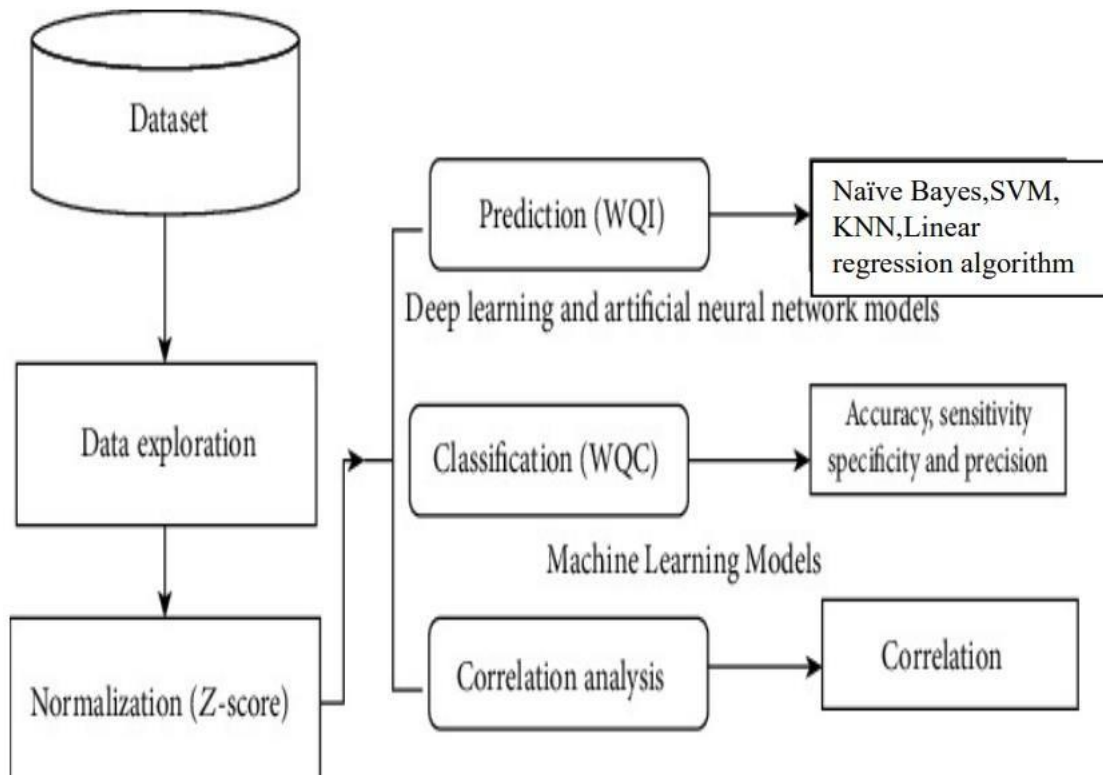 Dataset
Data exploration
Normalization (Z-score)
Prediction (WQI)
Naïve Bayes,SVM,
KNN,Linear
regression algorithm
Deep learning and artificial neural network models
Classification (WQC)
Accuracy, sensitivity
specificity and precision
Machine Learning Models
Correlation analysis
Correlation